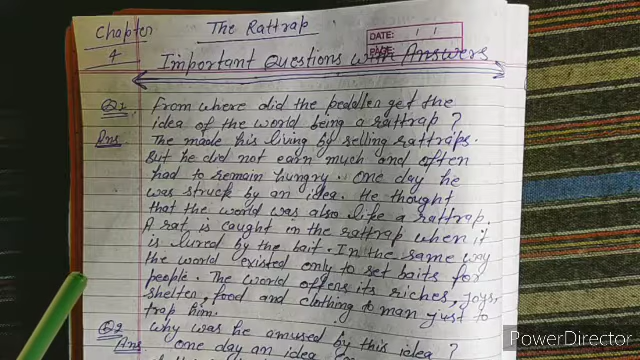 Chapter
4
The Rattrap
DATE: / /
PAGE:
Important Questions with Answers
Q1 From where did the peddler get the
idea of the world being a rattrap ?
Ans The made his living by selling rattraps.
But he did not earn much and often
had to remain hungry. One day he
was struck by an idea. He thought
that the world was also like a rattrap.
A rat is caught in the rattrap when it
is lured by the bait. In the same way
the world existed only to set baits for
people. The world offers its riches, joys,
shelter, food and clothing to man just to
trap him.
Q2 Why was he amused by this idea ?
Ans One day an idea
PowerDirector